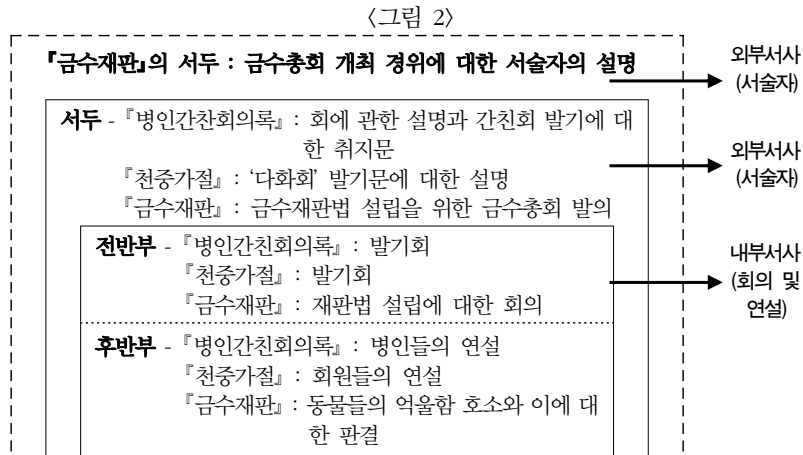 〈그림 2〉
『금수재판』의 서두 : 금수총회 개최 경위에 대한 서술자의 설명
외부서사
(서술자)
서두 - 『병인간찬회의록』 : 회에 관한 설명과 간친회 발기에 대
한 취지문
『천중가절』 : ‘다화회’ 발기문에 대한 설명
『금수재판』 : 금수재판법 설립을 위한 금수총회 발의
외부서사
(서술자)
전반부 - 『병인간친회의록』 : 발기회
『천중가절』 : 발기회
『금수재판』 : 재판법 설립에 대한 회의
내부서사
(회의 및
연설)
후반부 - 『병인간친회의록』 : 병인들의 연설
『천중가절』 : 회원들의 연설
『금수재판』 : 동물들의 억울함 호소와 이에 대
한 판결